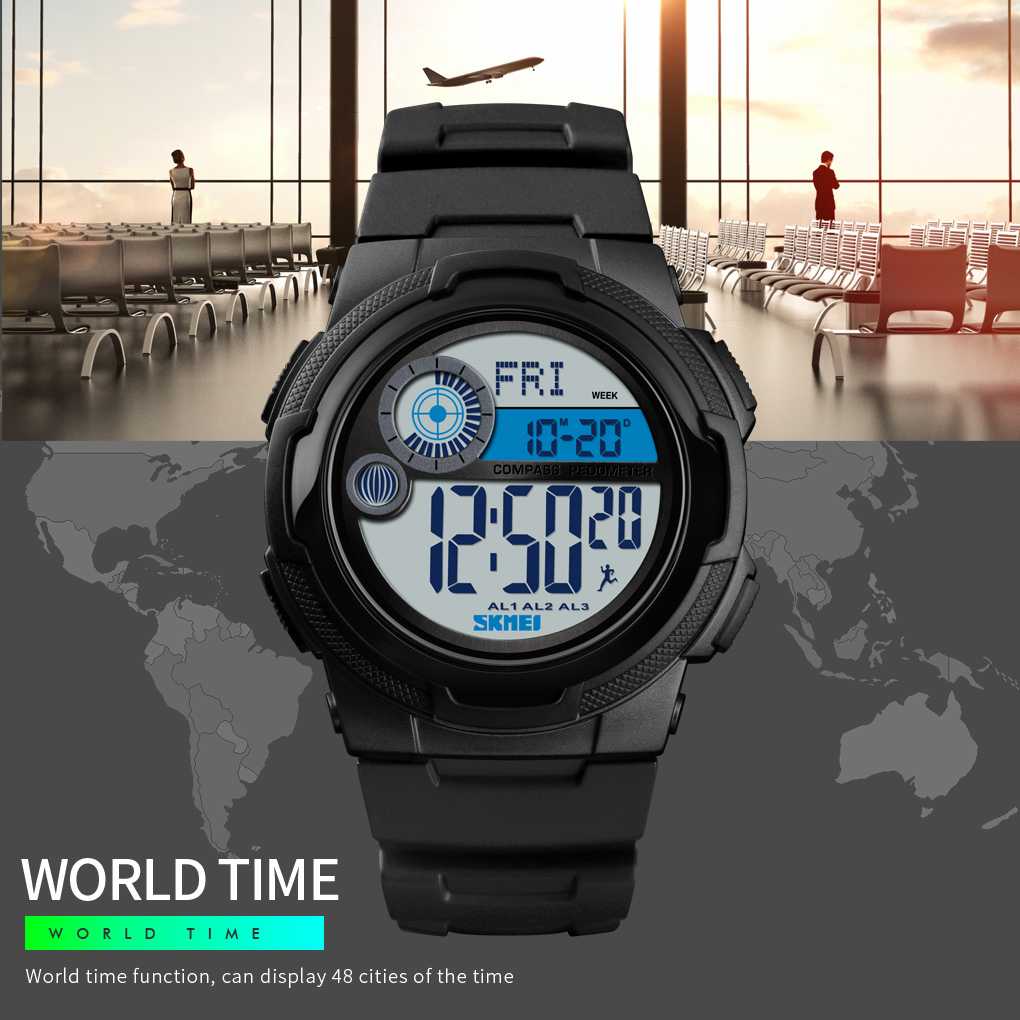 FRI
WEEK
10-20
M
D
COMPASS PEDOMETER
12:50 20
AL1 AL2 AL3
SKMEI
WORLD TIME
WORLD TIME
World time function, can display 48 cities of the time